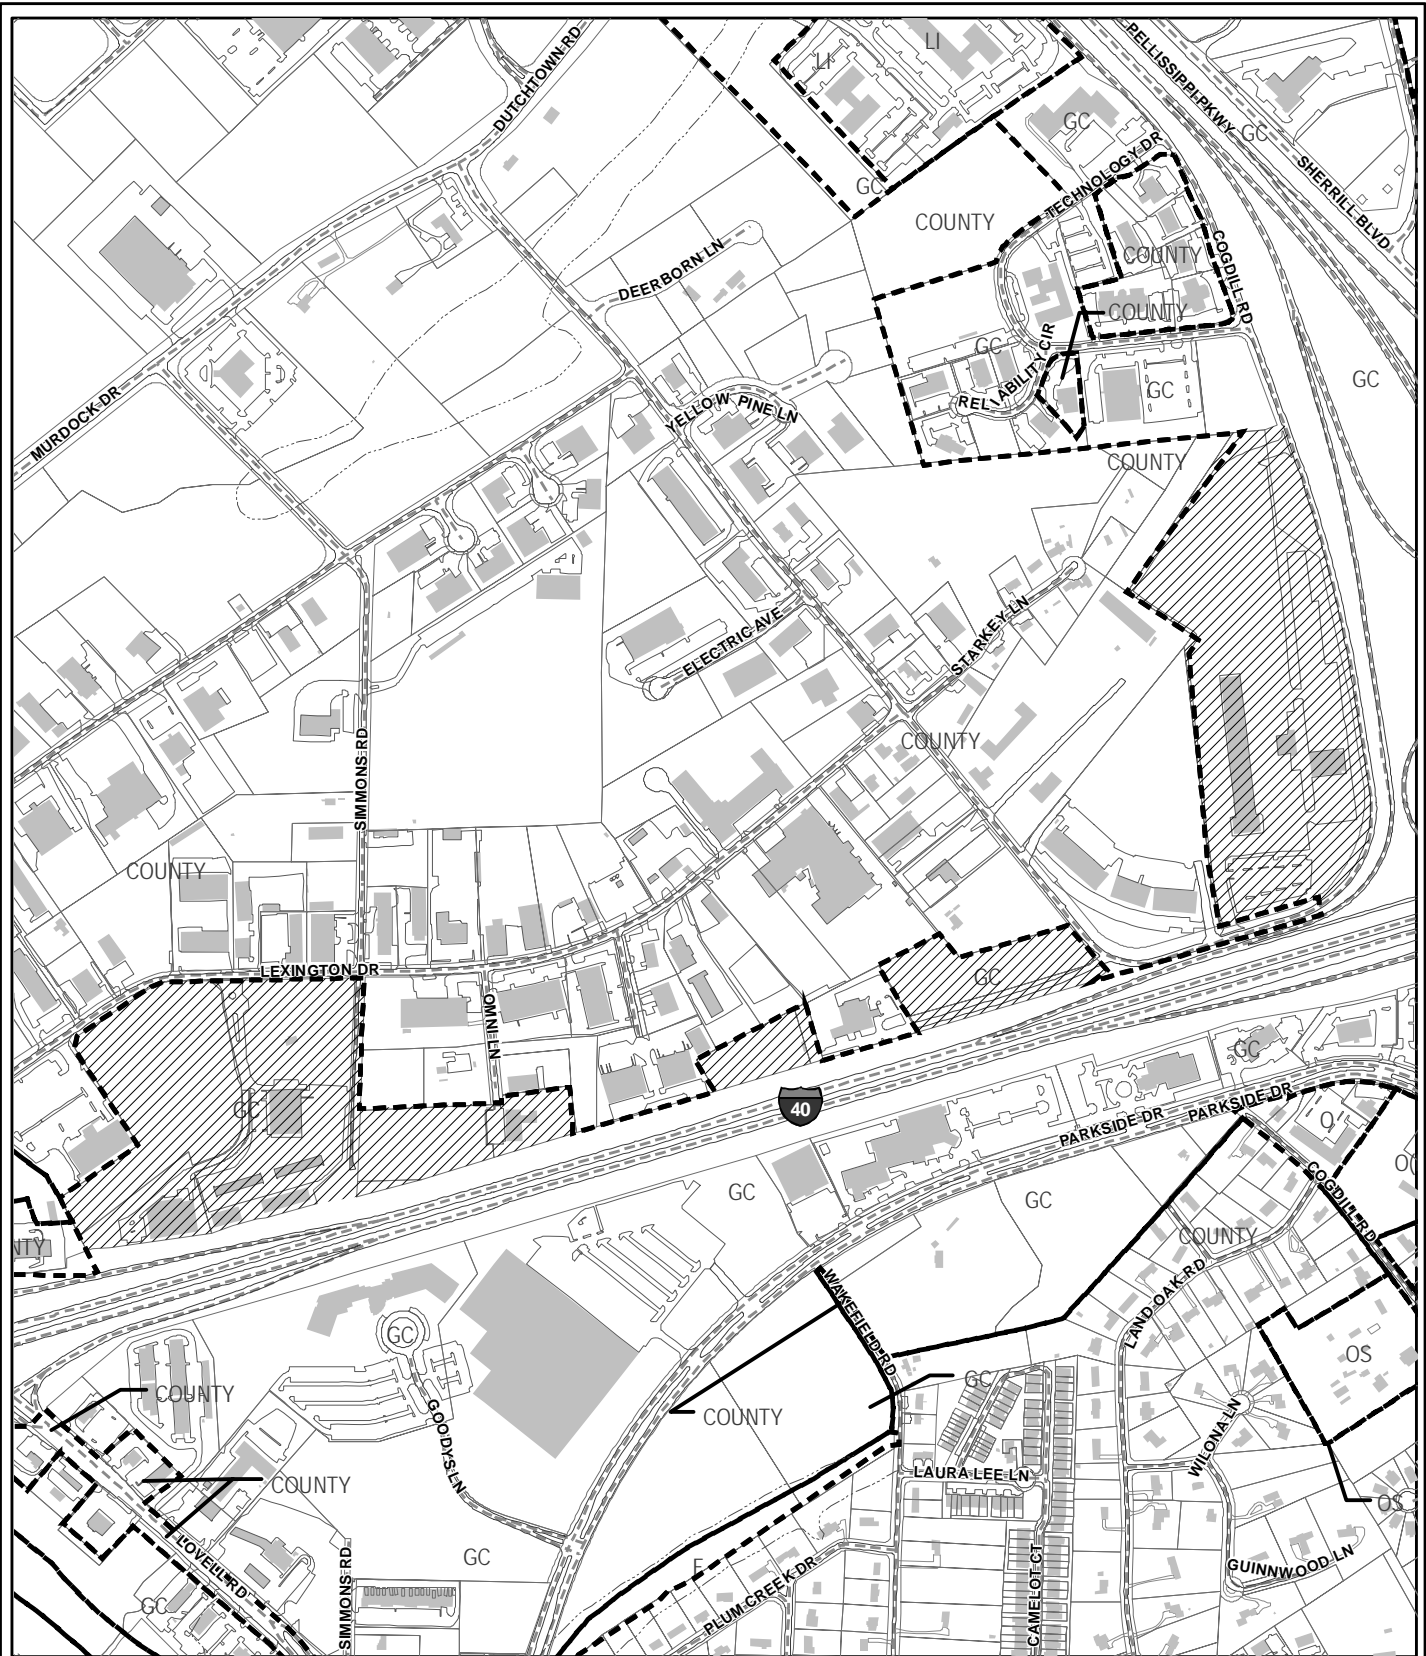 LI
PELLISSIPPI PKWY
DUTCHTOWN RD
LI
GC
GC
TECHNOLOGY DR
SHERRILL BLVD
GC
COUNTY
COGDILL RD
COUNTY
DEERBORN LN
COUNTY
RELIABILITY CIR
GC
GC
GC
MURDOCK DR
YELLOW PINE LN
COUNTY
STARKEY LN
ELECTRIC AVE
SIMMONS RD
COUNTY
COUNTY
LEXINGTON DR
GC
OMNI LN
GC
GC
40
PARKSIDE DR
PARKSIDE DR
O
COGDILL RD
GC
GC
COUNTY
NTY
WAKEFIELD RD
LAND OAK RD
GC
OS
COUNTY
GC
COUNTY
GOODYS LN
WILONA LN
LAURA LEE LN
COUNTY
OS
LOVELL RD
SIMMONS RD
GC
F
PLUM CREEK DR
CAMELOT CT
GUINNWOOD LN
GC